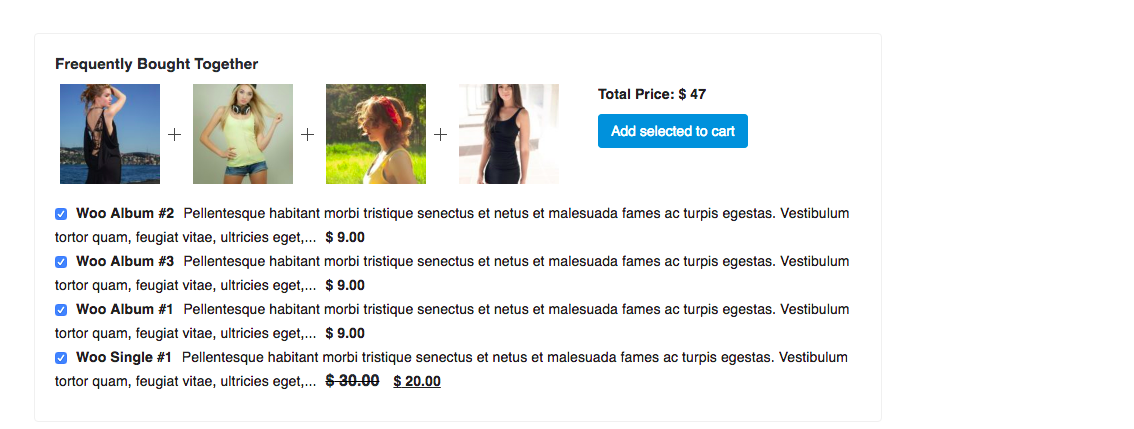 Frequently Bought Together
Total Price: $ 47
Add selected to cart
Woo Album #2 Pellentesque habitant morbi tristique senectus et netus et malesuada fames ac turpis egestas. Vestibulum
tortor quam, feugiat vitae, ultricies eget,... $ 9.00
Woo Album #3 Pellentesque habitant morbi tristique senectus et netus et malesuada fames ac turpis egestas. Vestibulum
tortor quam, feugiat vitae, ultricies eget,... $ 9.00
Woo Album #1 Pellentesque habitant morbi tristique senectus et netus et malesuada fames ac turpis egestas. Vestibulum
tortor quam, feugiat vitae, ultricies eget,... $ 9.00
Woo Single #1 Pellentesque habitant morbi tristique senectus et netus et malesuada fames ac turpis egestas. Vestibulum
tortor quam, feugiat vitae, ultricies eget,... $ 30.00 $ 20.00